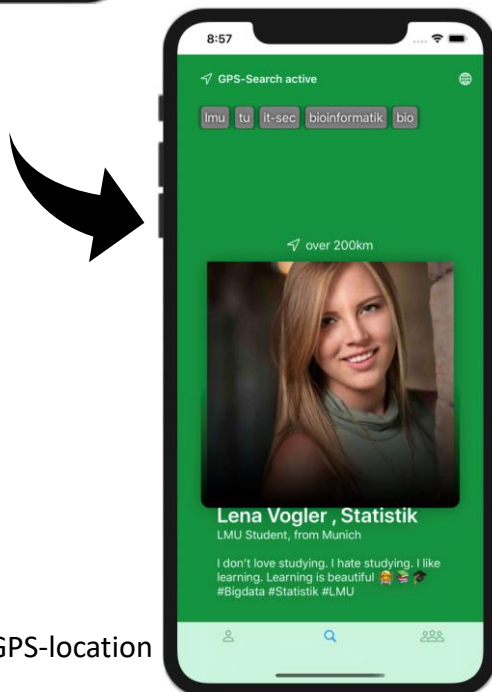 8:57
GPS-Search active
lmu tu it-sec bioinformatik bio
over 200km
Lena Vogler , Statistik
LMU Student, from Munich
I don't love studying. I hate studying. I like
learning. Learning is beautiful 👩‍🎓📚🎓
#Bigdata #Statistik #LMU
GPS-location